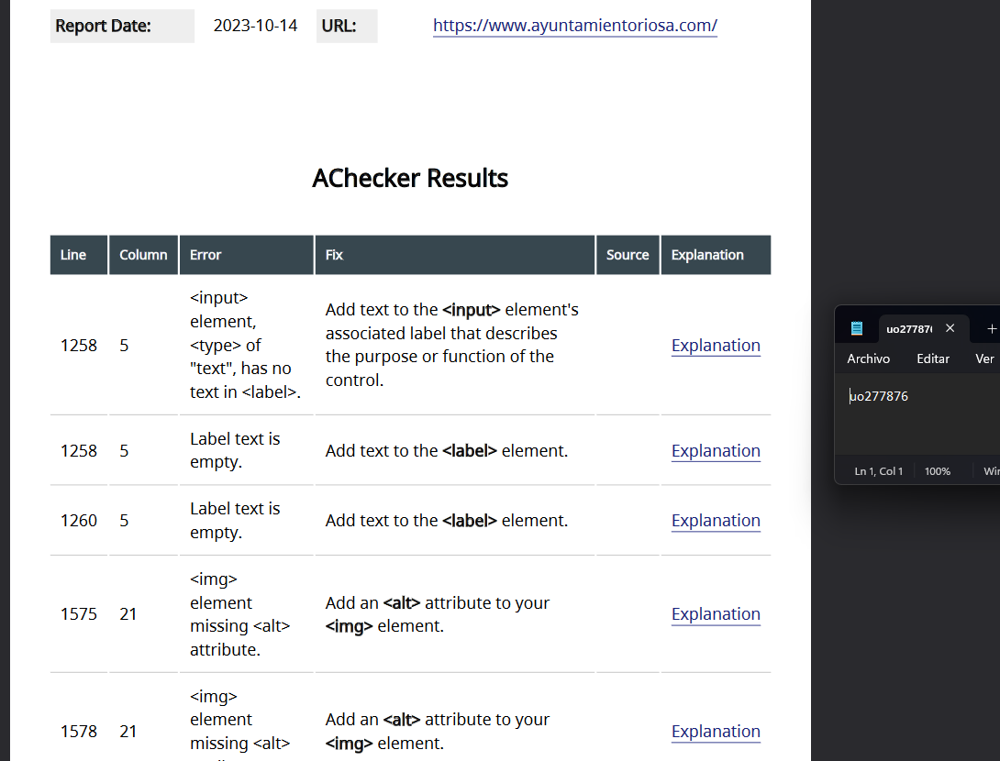 Report Date: 2023-10-14 URL: https://www.ayuntamientoriosa.com/
AChecker Results
Line Column Error Fix Source Explanation
1258 5 <input>
element,
<type> of
"text", has no
text in <label>.
Add text to the <input> element's
associated label that describes
the purpose or function of the
control.
Explanation
1258 5 Label text is
empty.
Add text to the <label> element.
Explanation
1260 5 Label text is
empty.
Add text to the <label> element.
Explanation
1575 21 <img>
element
missing <alt>
attribute.
Add an <alt> attribute to your
<img> element.
Explanation
1578 21 <img>
element
missing <alt>
Add an <alt> attribute to your
<img> element.
Explanation
uo277876
Archivo Editar Ver
uo277876
Ln 1, Col 1 100%